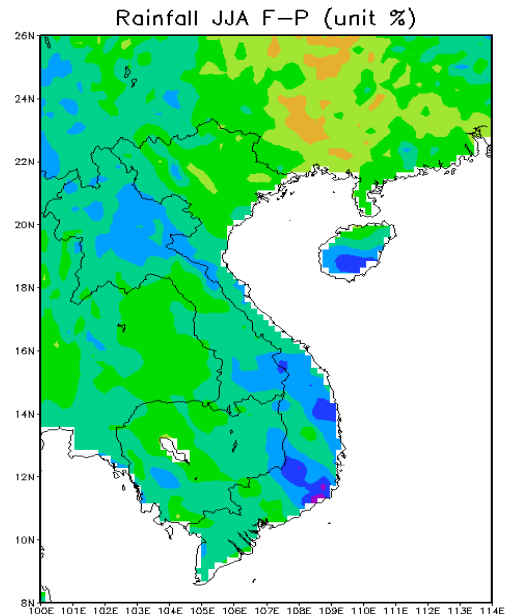 Rainfall JJA F-P (unit %)
26N
24N
22N
20N
18N
16N
14N
12N
10N
8N
100E 101E 102E 103E 104E 105E 106E 107E 108E 109E 110E 111E 112E 113E 114E